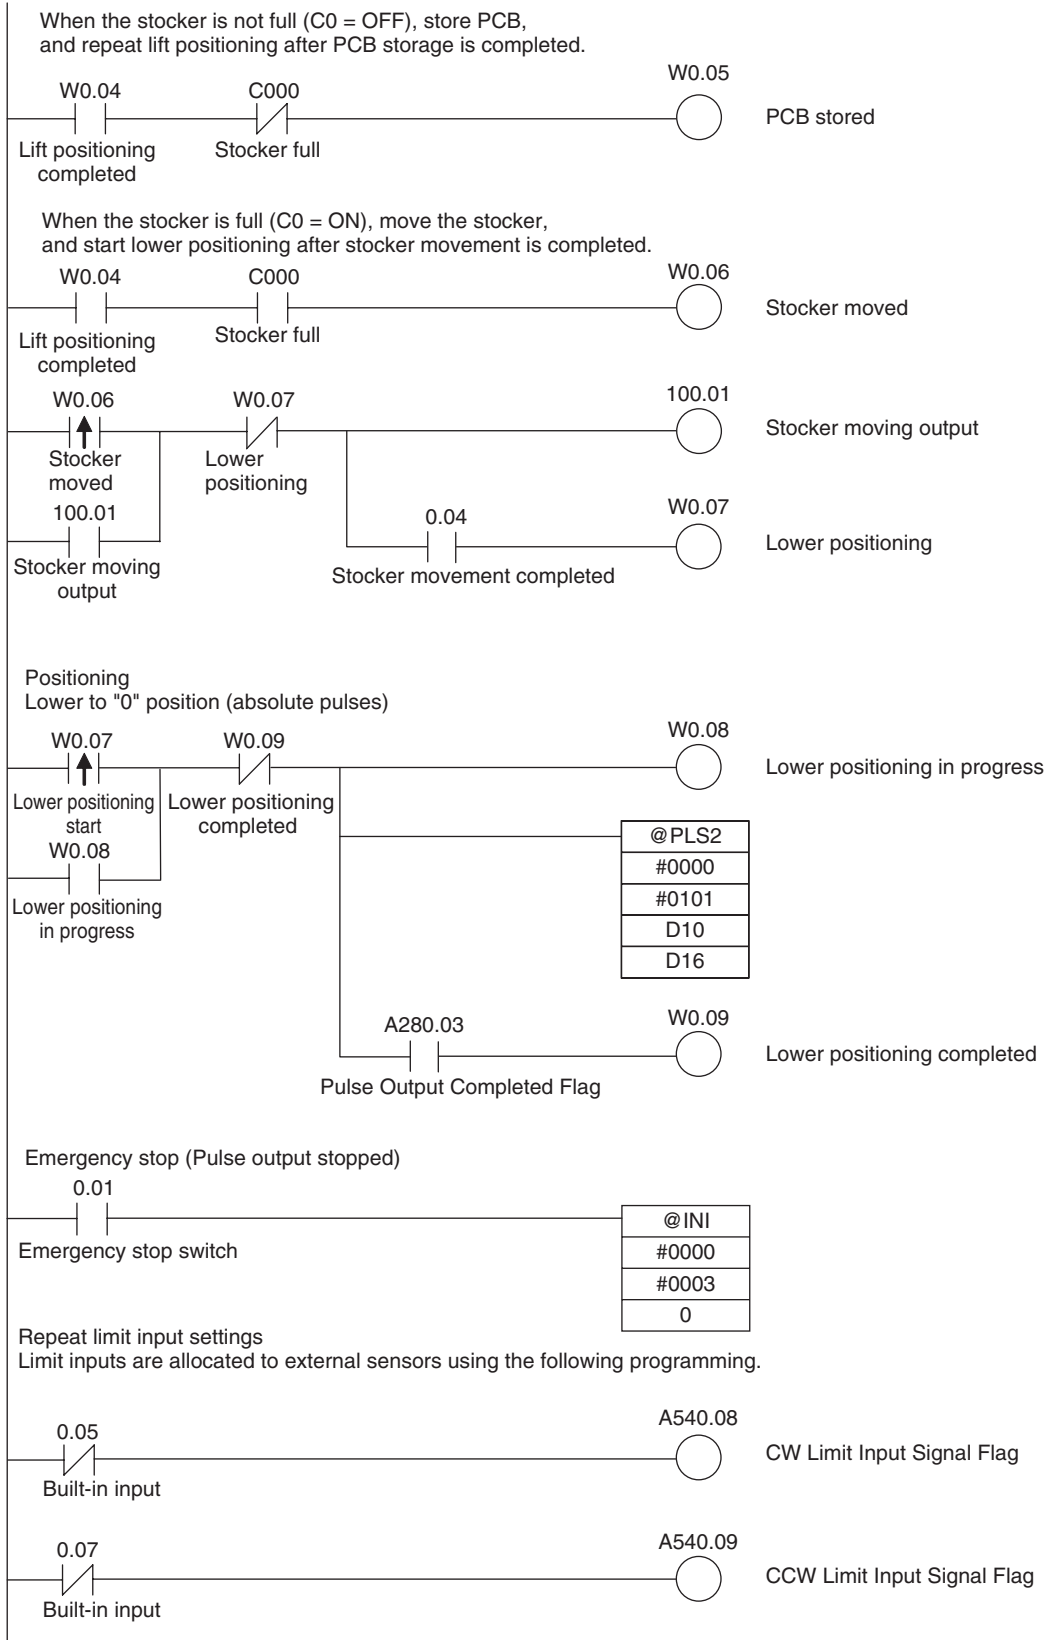 When the stocker is not full (C0 = OFF), store PCB,
and repeat lift positioning after PCB storage is completed.
W0.05
W0.04 C000
PCB stored
Lift positioning
completed
Stocker full
When the stocker is full (C0 = ON), move the stocker,
and start lower positioning after stocker movement is completed.
W0.06
W0.04 C000
Stocker moved
Lift positioning
completed
Stocker full
100.01
W0.06 W0.07
Stocker moving output
Stocker
moved
Lower
positioning
100.01
0.04
W0.07
Lower positioning
Stocker moving
output
Stocker movement completed
Positioning
Lower to "0" position (absolute pulses)
W0.08
W0.07 W0.09
Lower positioning in progress
Lower positioning
start
Lower positioning
completed
W0.08
Lower positioning
in progress
@PLS2
#0000
#0101
D10
D16
A280.03
W0.09
Lower positioning completed
Pulse Output Completed Flag
Emergency stop (Pulse output stopped)
0.01
Emergency stop switch
@INI
#0000
#0003
0
Repeat limit input settings
Limit inputs are allocated to external sensors using the following programming.
A540.08
0.05
CW Limit Input Signal Flag
Built-in input
A540.09
0.07
CCW Limit Input Signal Flag
Built-in input